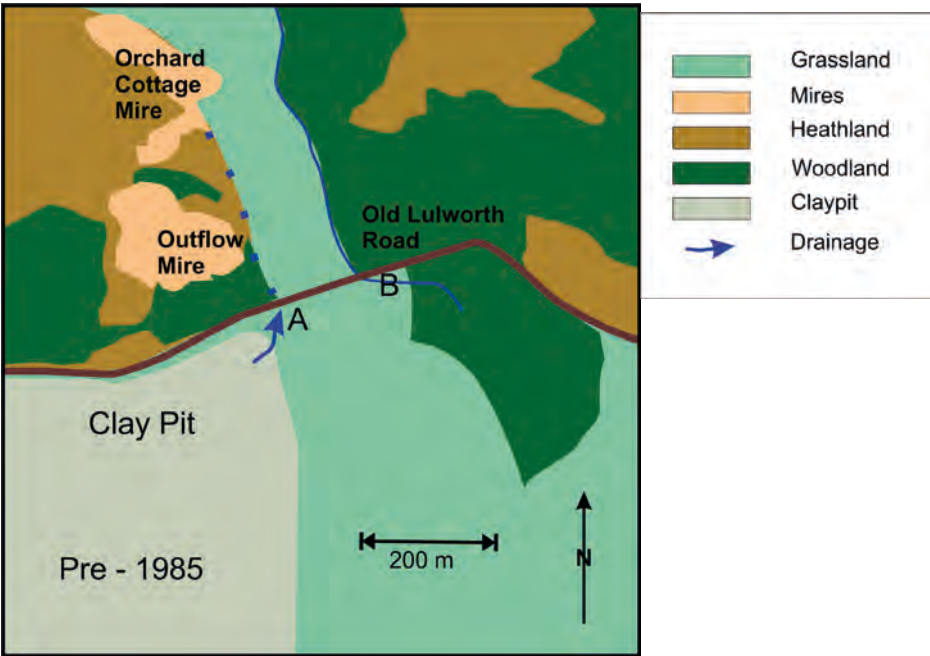 Orchard
Cottage
Mire
Outflow
Mire
Old Lulworth
Road
B
A
Clay Pit
Pre - 1985
200 m
N
Grassland
Mires
Heathland
Woodland
Claypit
Drainage